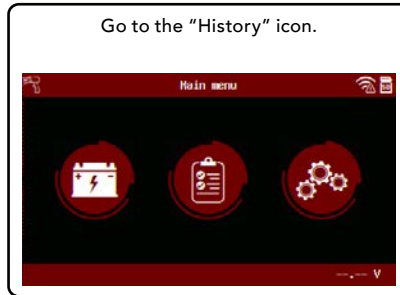 Go to the “History” icon.
Main menu
--.-- V